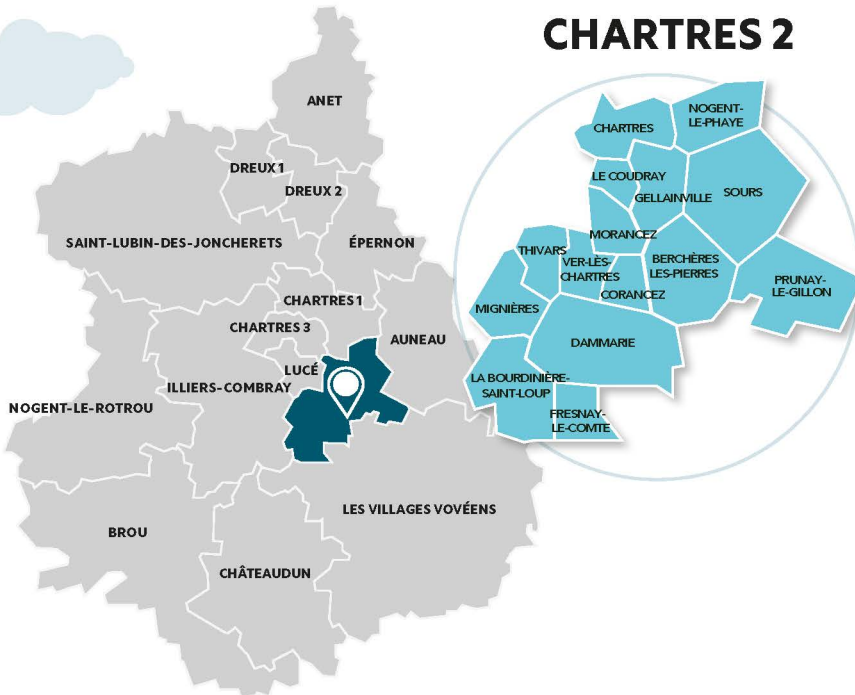 CHARTRES 2
ANET
DREUX 1
DREUX 2
SAINT-LUBIN-DES-JONCHERETS
ÉPERNON
CHARTRES 1
CHARTRES 3
AUNEAU
LUCÉ
ILLIERS-COMBRAY
NOGENT-LE-ROTROU
LES VILLAGES VOVÉENS
BROU
CHÂTEAUDUN
NOGENT-
LE-PHAYE
CHARTRES
LE COUDRAY
GELLAINVILLE
SOURS
MORANCEZ
THIVARS
VER-LÈS-
CHARTRES
BERCHÈRES
LES-PIERRES
CORANCEZ
PRUNAY-
LE-GILLON
MIGNIÈRES
DAMMARIE
LA BOURDINIÈRE-
SAINT-LOUP
FRESNAY-
LE-COMTE